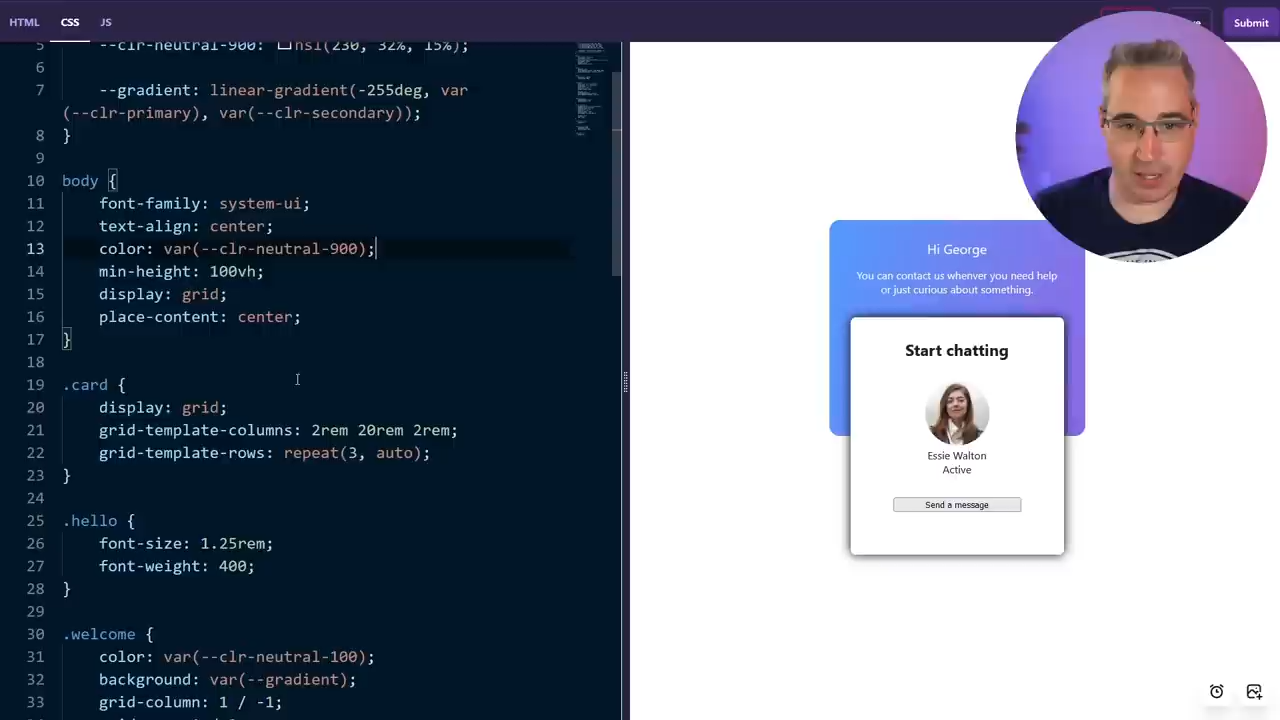 HTML CSS JS
Submit
5 --clr-neutral-900: hsl(230, 32%, 15%);
6
7 --gradient: linear-gradient(-255deg, var
(--clr-primary), var(--clr-secondary));
8 }
9
10 body {
11 font-family: system-ui;
12 text-align: center;
13 color: var(--clr-neutral-900);
14 min-height: 100vh;
15 display: grid;
16 place-content: center;
17 }
18
19 .card {
20 display: grid;
21 grid-template-columns: 2rem 20rem 2rem;
22 grid-template-rows: repeat(3, auto);
23 }
24
25 .hello {
26 font-size: 1.25rem;
27 font-weight: 400;
28 }
29
30 .welcome {
31 color: var(--clr-neutral-100);
32 background: var(--gradient);
33 grid-column: 1 / -1;
Hi George
You can contact us whenver you need help
or just curious about something.
Start chatting
Essie Walton
Active
Send a message